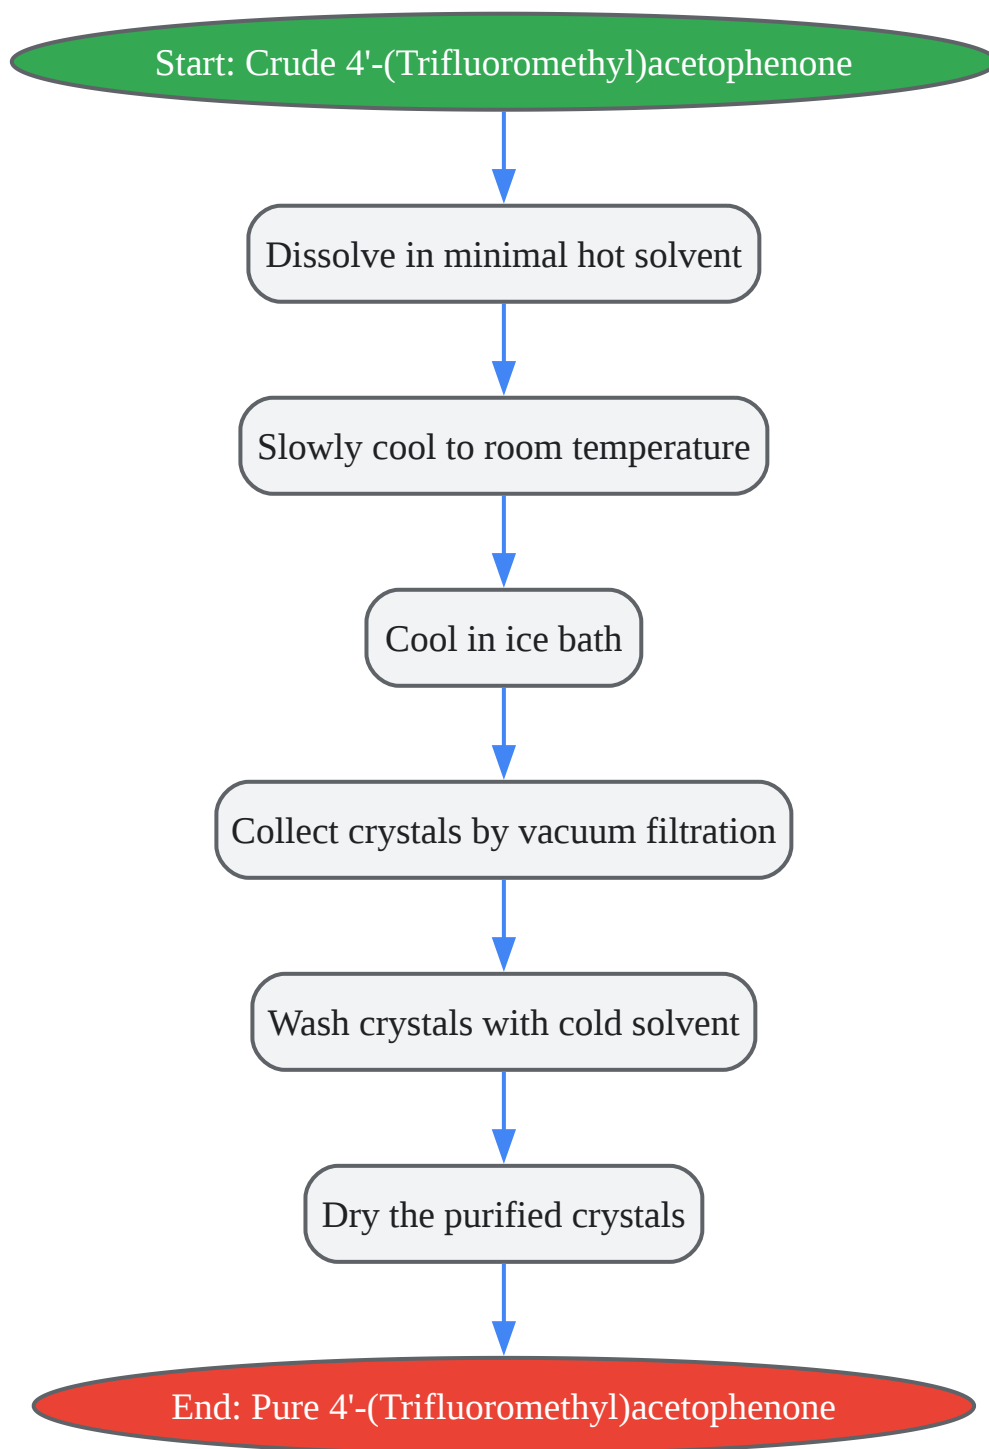 Start: Crude 4'-(Trifluoromethyl)acetophenone
Dissolve in minimal hot solvent
Slowly cool to room temperature
Cool in ice bath
Collect crystals by vacuum filtration
Wash crystals with cold solvent
Dry the purified crystals
End: Pure 4'-(Trifluoromethyl)acetophenone